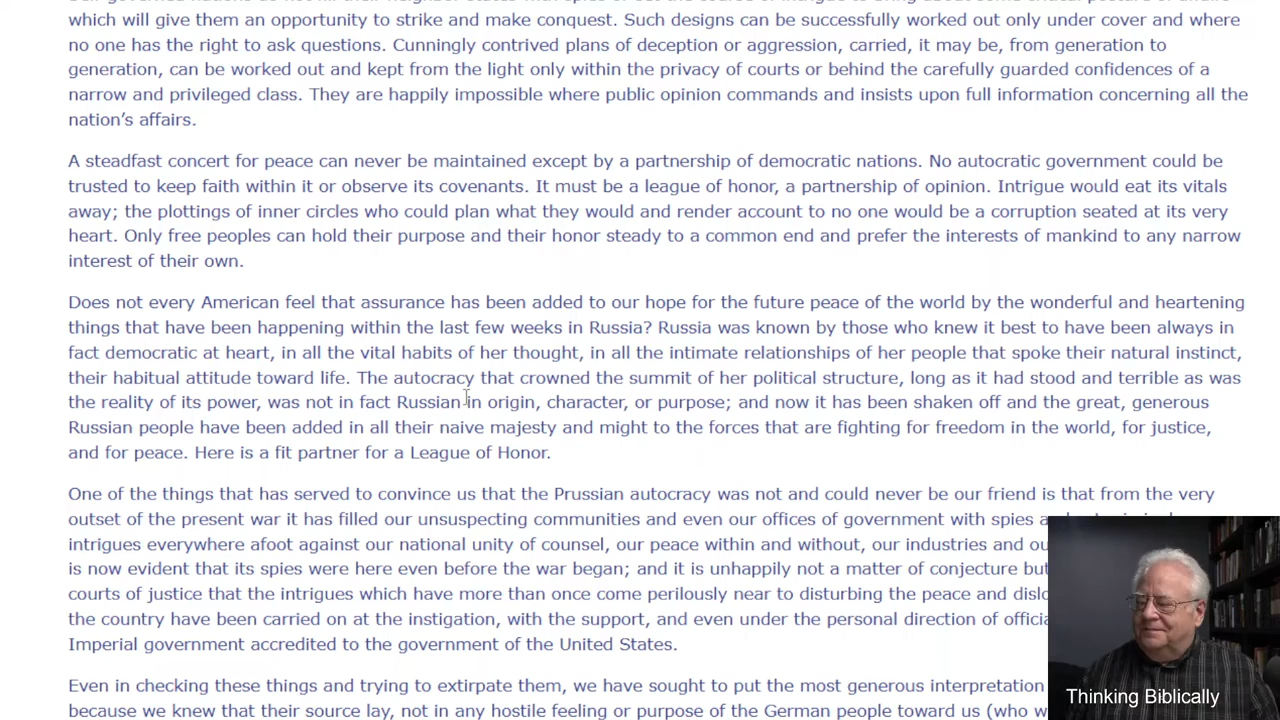 which will give them an opportunity to strike and make conquest. Such designs can be successfully worked out only under cover and where
no one has the right to ask questions. Cunningly contrived plans of deception or aggression, carried, it may be, from generation to
generation, can be worked out and kept from the light only within the privacy of courts or behind the carefully guarded confidences of a
narrow and privileged class. They are happily impossible where public opinion commands and insists upon full information concerning all the
nation's affairs.
A steadfast concert for peace can never be maintained except by a partnership of democratic nations. No autocratic government could be
trusted to keep faith within it or observe its covenants. It must be a league of honor, a partnership of opinion. Intrigue would eat its vitals
away; the plottings of inner circles who could plan what they would and render account to no one would be a corruption seated at its very
heart. Only free peoples can hold their purpose and their honor steady to a common end and prefer the interests of mankind to any narrow
interest of their own.
Does not every American feel that assurance has been added to our hope for the future peace of the world by the wonderful and heartening
things that have been happening within the last few weeks in Russia? Russia was known by those who knew it best to have been always in
fact democratic at heart, in all the vital habits of her thought, in all the intimate relationships of her people that spoke their natural instinct,
their habitual attitude toward life. The autocracy that crowned the summit of her political structure, long as it had stood and terrible as was
the reality of its power, was not in fact Russian in origin, character, or purpose; and now it has been shaken off and the great, generous
Russian people have been added in all their naive majesty and might to the forces that are fighting for freedom in the world, for justice,
and for peace. Here is a fit partner for a League of Honor.
One of the things that has served to convince us that the Prussian autocracy was not and could never be our friend is that from the very
outset of the present war it has filled our unsuspecting communities and even our offices of government with spies
intrigues everywhere afoot against our national unity of counsel, our peace within and without, our industries and
is now evident that its spies were here even before the war began; and it is unhappily not a matter of conjecture but
courts of justice that the intrigues which have more than once come perilously near to disturbing the peace and
the country have been carried on at the instigation, with the support, and even under the personal direction of
Imperial government accredited to the government of the United States.
Even in checking these things and trying to extirpate them, we have sought to put the most generous interpretation
because we knew that their source lay, not in any hostile feeling or purpose of the German people toward us (who
Thinking Biblically